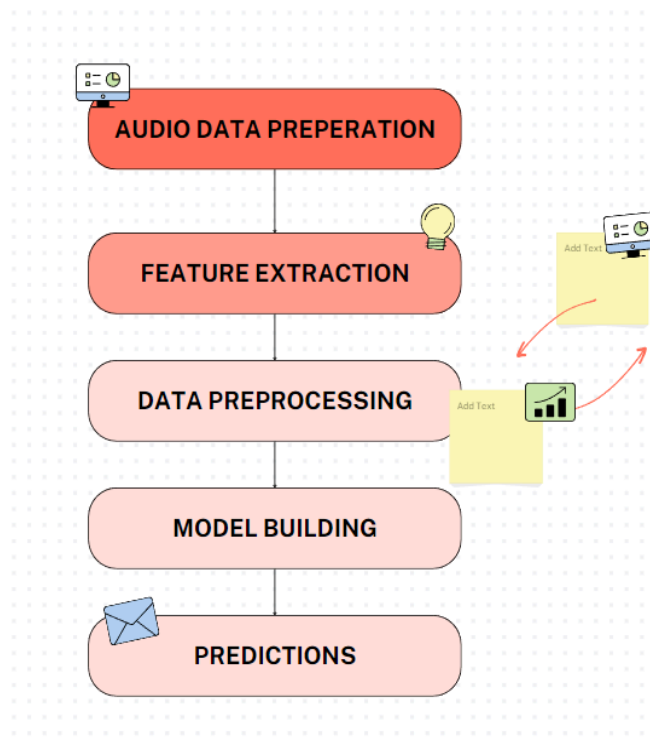 AUDIO DATA PREPERATION
FEATURE EXTRACTION
Add Text
DATA PREPROCESSING
Add Text
MODEL BUILDING
PREDICTIONS